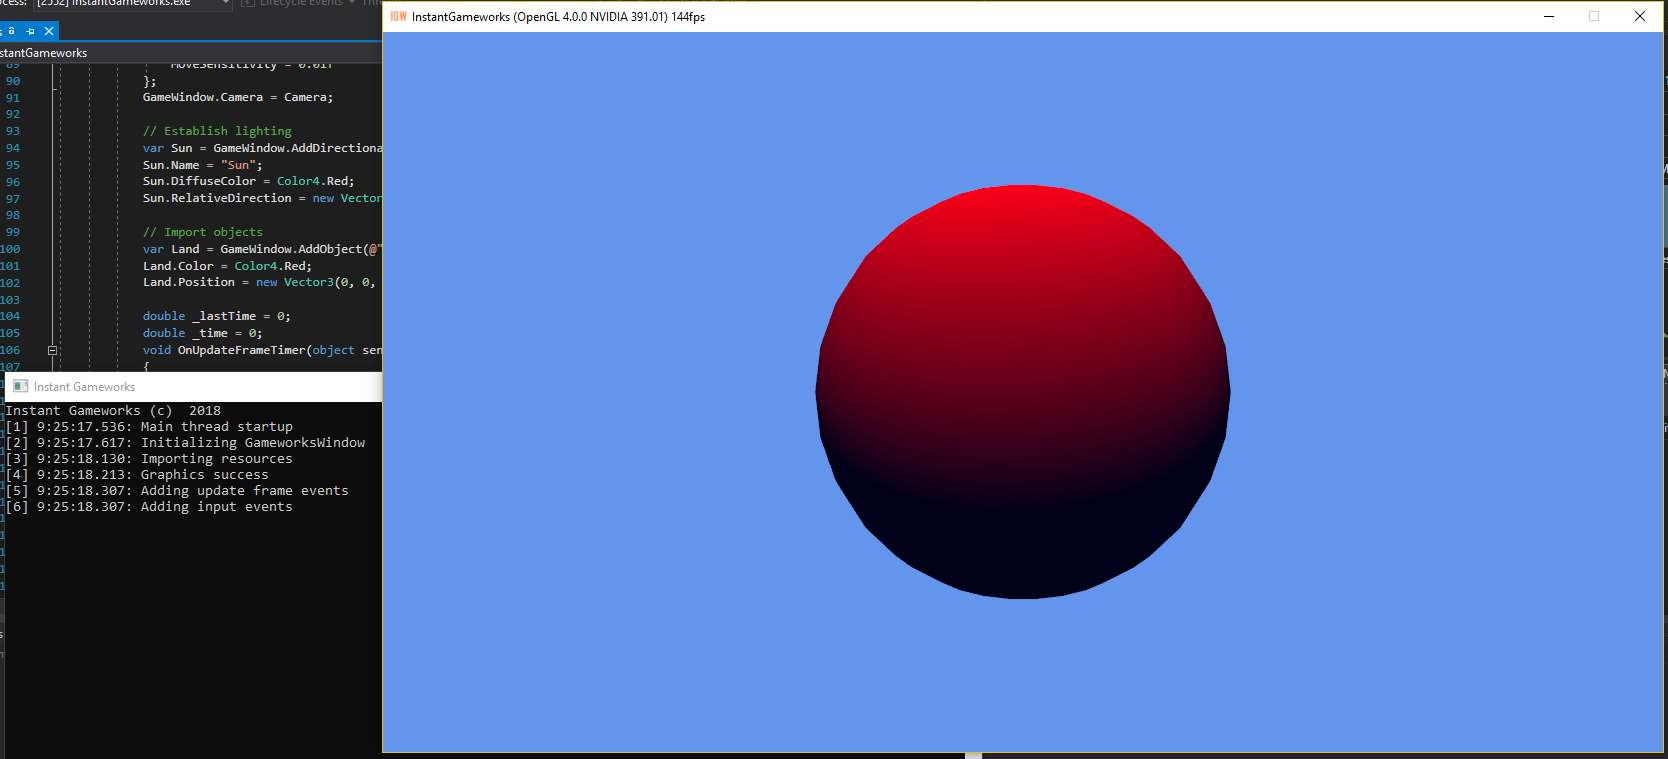 ocess: [2552] InstantGameworks.exe Lifecycle Events
InstantGameworks (OpenGL 4.0.0 NVIDIA 391.01) 144fps
stantGameworks
89 MoveSensitivity = 0.01f
90 };
91 GameWindow.Camera = Camera;
92
93 // Establish lighting
94 var Sun = GameWindow.AddDirectiona
95 Sun.Name = "Sun";
96 Sun.DiffuseColor = Color4.Red;
97 Sun.RelativeDirection = new Vector
98
99 // Import objects
100 var Land = GameWindow.AddObject(@"
101 Land.Color = Color4.Red;
102 Land.Position = new Vector3(0, 0,
103
104 double _lastTime = 0;
105 double _time = 0;
106 void OnUpdateFrameTimer(object sen
107 {
Instant Gameworks
Instant Gameworks (c)  2018
[1] 9:25:17.536: Main thread startup
[2] 9:25:17.617: Initializing GameworksWindow
[3] 9:25:18.130: Importing resources
[4] 9:25:18.213: Graphics success
[5] 9:25:18.307: Adding update frame events
[6] 9:25:18.307: Adding input events